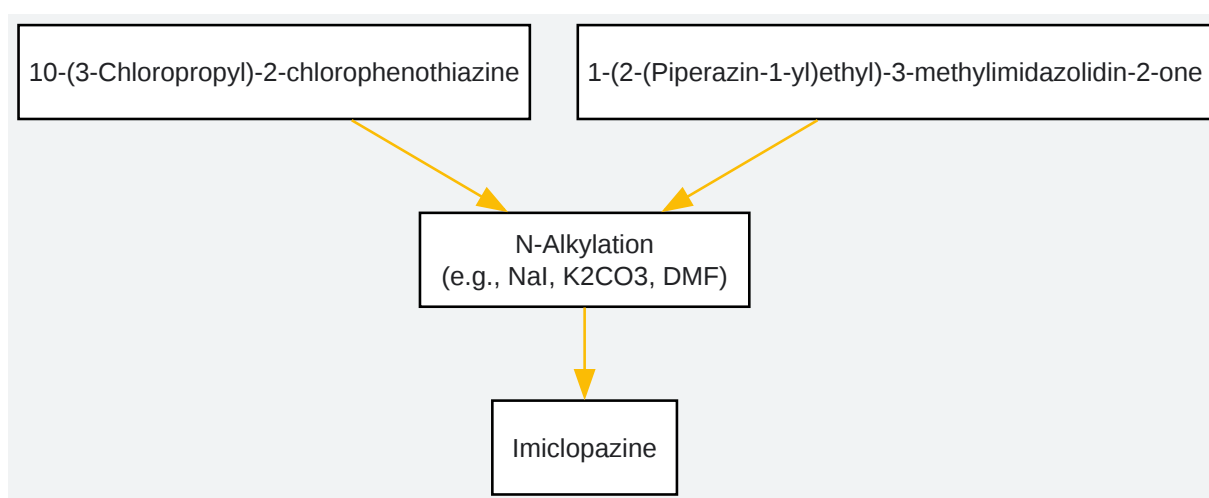 10-(3-Chloropropyl)-2-chlorophenothiazine
1-(2-(Piperazin-1-yl)ethyl)-3-methylimidazolidin-2-one
N-Alkylation
(e.g., NaI, K2CO3, DMF)
Imiclopazine